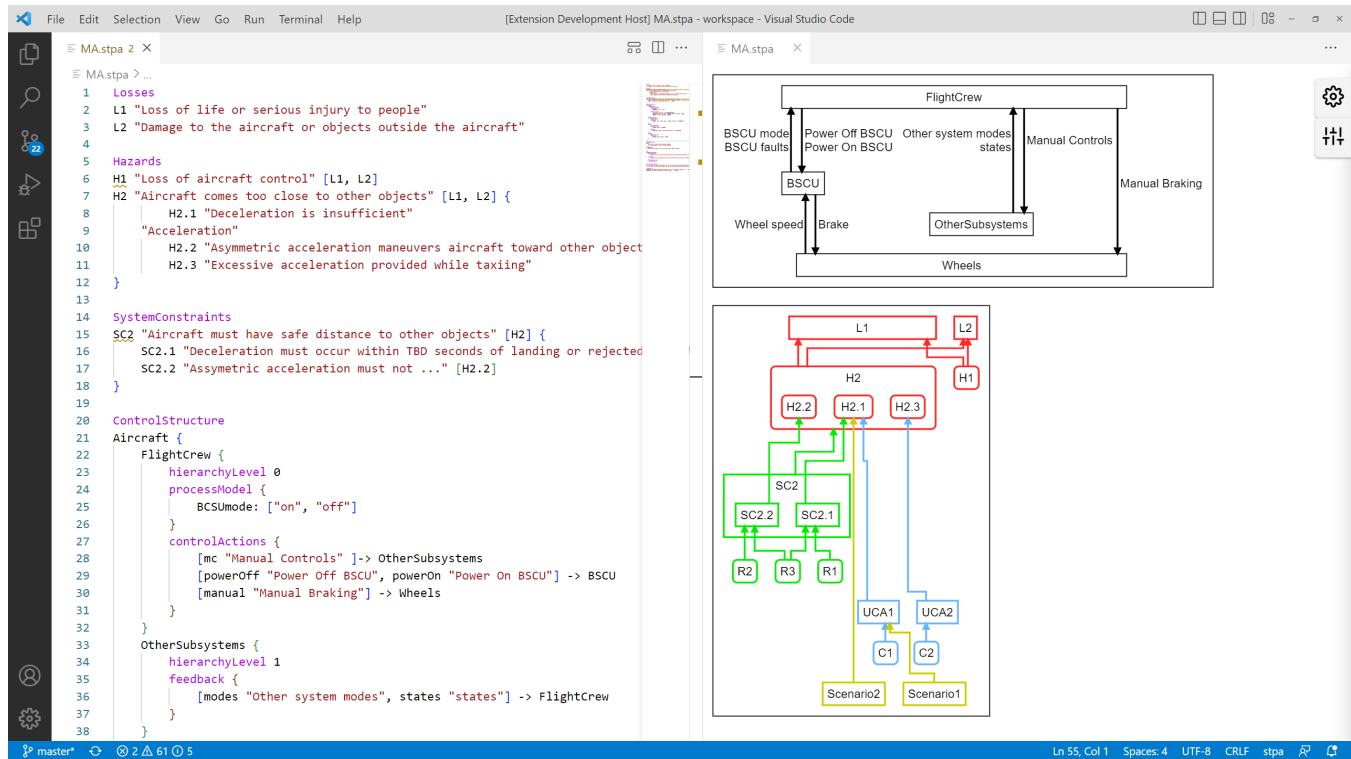 File Edit Selection View Go Run Terminal Help [Extension Development Host] MA.stpa - workspace - Visual Studio Code
MA.stpa 2
MA.stpa > ...
22
1 Losses
2 L1 "Loss of life or serious injury to people"
3 L2 "Damage to the aircraft or objects outside the aircraft"
4
5 Hazards
6 H1 "Loss of aircraft control" [L1, L2]
7 H2 "Aircraft comes too close to other objects" [L1, L2] {
8 H2.1 "Deceleration is insufficient"
9 "Acceleration"
10 H2.2 "Asymmetric acceleration maneuvers aircraft toward other object
11 H2.3 "Excessive acceleration provided while taxiing"
12 }
13
14 SystemConstraints
15 SC2 "Aircraft must have safe distance to other objects" [H2] {
16 SC2.1 "Deceleration must occur within TBD seconds of landing or rejected
17 SC2.2 "Assymetric acceleration must not ..." [H2.2]
18 }
19
20 ControlStructure
21 Aircraft {
22 FlightCrew {
23 hierarchyLevel 0
24 processModel {
25 BCSUmode: ["on", "off"]
26 }
27 controlActions {
28 [mc "Manual Controls" ]-> OtherSubsystems
29 [powerOff "Power Off BSCU", powerOn "Power On BSCU"] -> BSCU
30 [manual "Manual Braking"] -> Wheels
31 }
32 }
33 OtherSubsystems {
34 hierarchyLevel 1
35 feedback {
36 [modes "Other system modes", states "states"] -> FlightCrew
37 }
38 }
MA.stpa
FlightCrew
BSCU mode
BSCU faults
Power Off BSCU
Power On BSCU
Other system modes
states
Manual Controls
BSCU
Manual Braking
Wheel speed
Brake
OtherSubsystems
Wheels
L1 L2
H2 H1
H2.2 H2.1 H2.3
SC2
SC2.2 SC2.1
R2 R3 R1
UCA1 UCA2
C1 C2
Scenario2 Scenario1
master* 2 61 5 Ln 55, Col 1 Spaces: 4 UTF-8 CRLF stpa